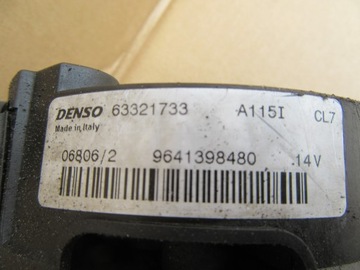 DENSO 63321733 A115I CL7
Made in Italy
06806/2 9641398480 14V